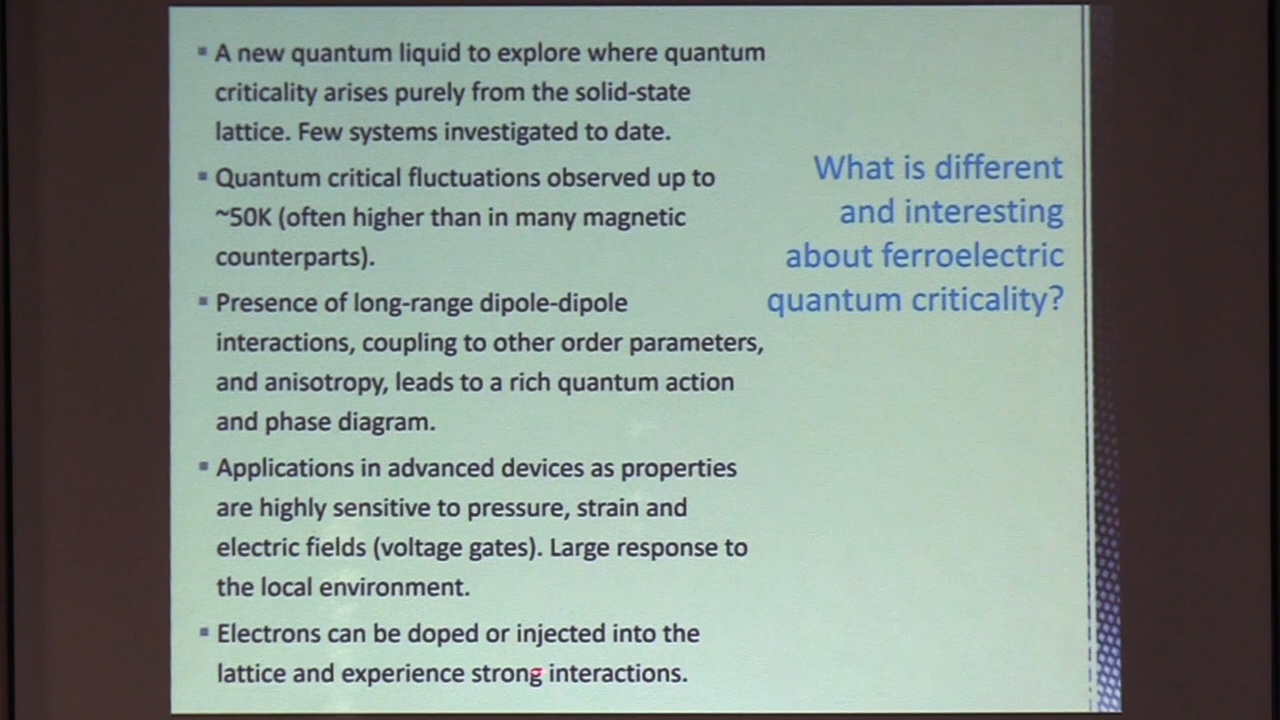 ▪ A new quantum liquid to explore where quantum
criticality arises purely from the solid-state
lattice. Few systems investigated to date.
▪ Quantum critical fluctuations observed up to
~50K (often higher than in many magnetic
counterparts).
▪ Presence of long-range dipole-dipole
interactions, coupling to other order parameters,
and anisotropy, leads to a rich quantum action
and phase diagram.
▪ Applications in advanced devices as properties
are highly sensitive to pressure, strain and
electric fields (voltage gates). Large response to
the local environment.
▪ Electrons can be doped or injected into the
lattice and experience strong interactions.
What is different
and interesting
about ferroelectric
quantum criticality?